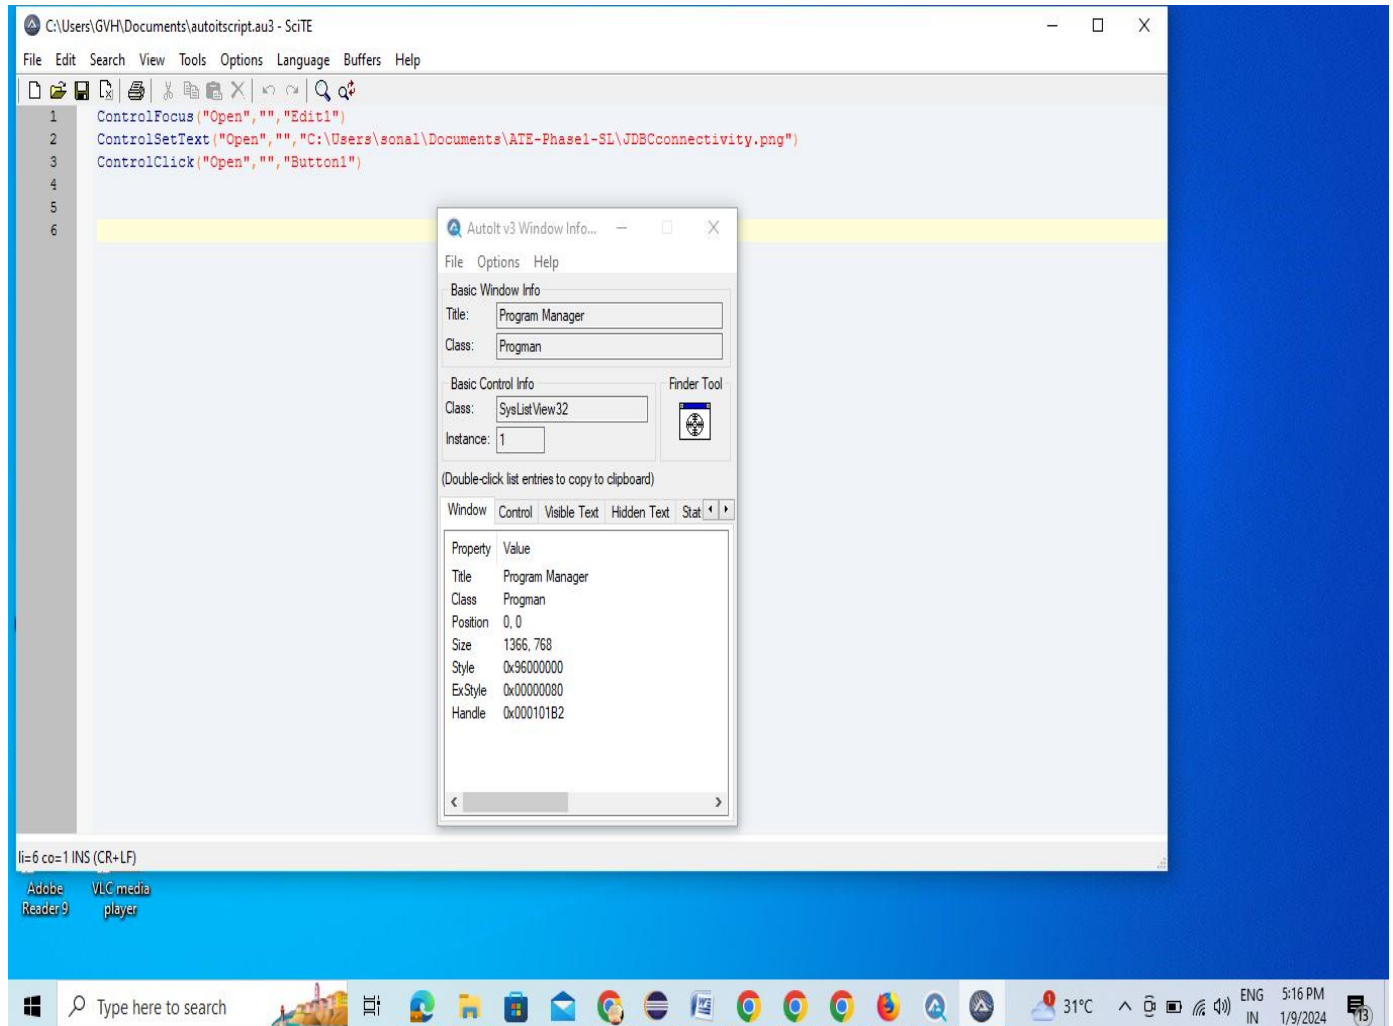 C:\Users\GVH\Documents\autoitscript.au3 - SciTE
File Edit Search View Tools Options Language Buffers Help
1 ControlFocus("Open","","Edit1")
2 ControlSetText("Open","","C:\Users\sonal\Documents\ATE-Phase1-SL\JDBCconnectivity.png")
3 ControlClick("Open","","Button1")
4
5
6
AutoIt v3 Window Info...
File Options Help
Basic Window Info
Title: Program Manager
Class: Progman
Basic Control Info Finder Tool
Class: SysListView32
Instance: 1
(Double-click list entries to copy to clipboard)
Window Control Visible Text Hidden Text Stat
Property Value
Title Program Manager
Class Progman
Position 0, 0
Size 1366, 768
Style 0x96000000
ExStyle 0x00000080
Handle 0x000101B2
li=6 co=1 INS (CR+LF)
Adobe Reader 9
VLC media player
Type here to search
31°C
ENG IN
5:16 PM
1/9/2024
13